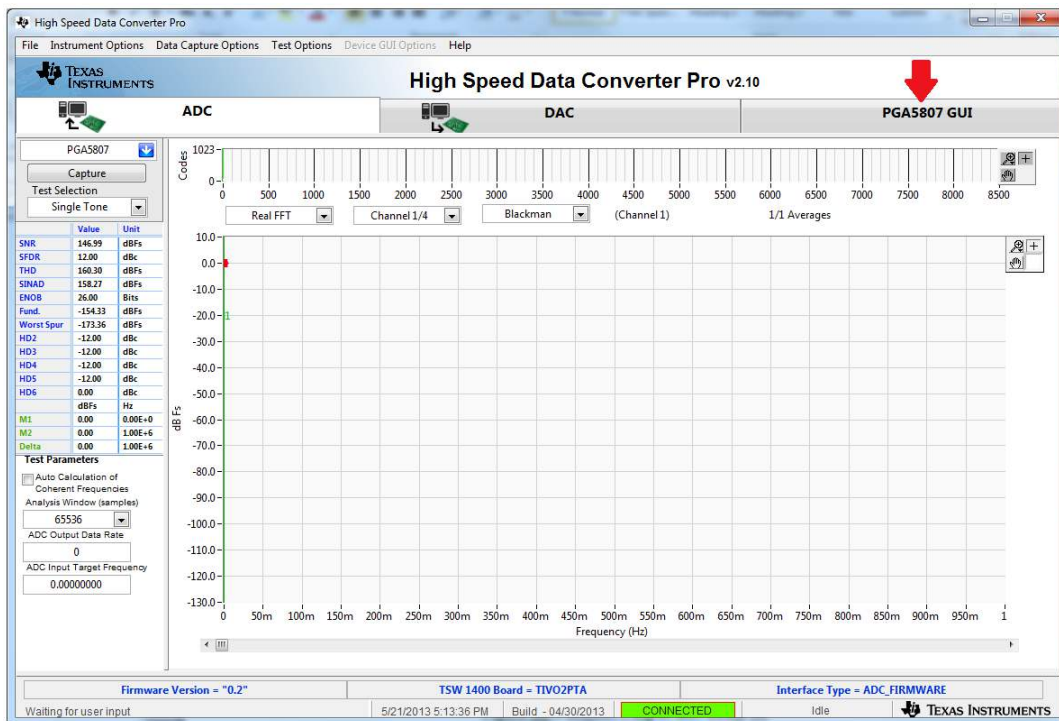 High Speed Data Converter Pro
File Instrument Options Data Capture Options Test Options Device GUI Options Help
TEXAS INSTRUMENTS
High Speed Data Converter Pro v2.10
ADC
DAC
PGA5807 GUI
PGA5807
Capture
Test Selection
Single Tone
Value Unit
SNR 146.99 dBFs
SFDR 12.00 dBc
THD 160.30 dBFs
SINAD 158.27 dBFs
ENOB 26.00 Bits
Fund. -154.33 dBFs
Worst Spur -173.36 dBFs
HD2 -12.00 dBc
HD3 -12.00 dBc
HD4 -12.00 dBc
HD5 -12.00 dBc
HD6 0.00 dBc
dBFs Hz
M1 0.00 0.00E+0
M2 0.00 1.00E+6
Delta 0.00 1.00E+6
Test Parameters
Auto Calculation of
Coherent Frequencies
Analysis Window (samples)
65536
ADC Output Data Rate
0
ADC Input Target Frequency
0.00000000
Codes
1023
0
0 500 1000 1500 2000 2500 3000 3500 4000 4500 5000 5500 6000 6500 7000 7500 8000 8500
Real FFT Channel 1/4 Blackman (Channel 1) 1/1 Averages
dB Fs
10.0
0.0
-10.0
-20.0
1
-30.0
-40.0
-50.0
-60.0
-70.0
-80.0
-90.0
-100.0
-110.0
-120.0
-130.0
0 50m 100m 150m 200m 250m 300m 350m 400m 450m 500m 550m 600m 650m 700m 750m 800m 850m 900m 950m 1
Frequency (Hz)
Firmware Version = "0.2" TSW 1400 Board = TIVO2PTA Interface Type = ADC_FIRMWARE
Waiting for user input 5/21/2013 5:13:36 PM Build - 04/30/2013 CONNECTED Idle TEXAS INSTRUMENTS